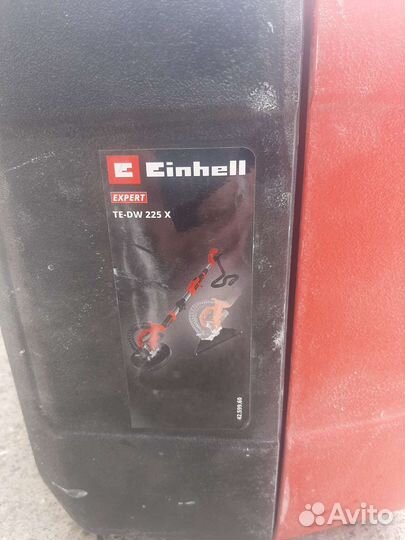 Einhell
EXPERT
TE-DW 225 X
42.599.60
Avito